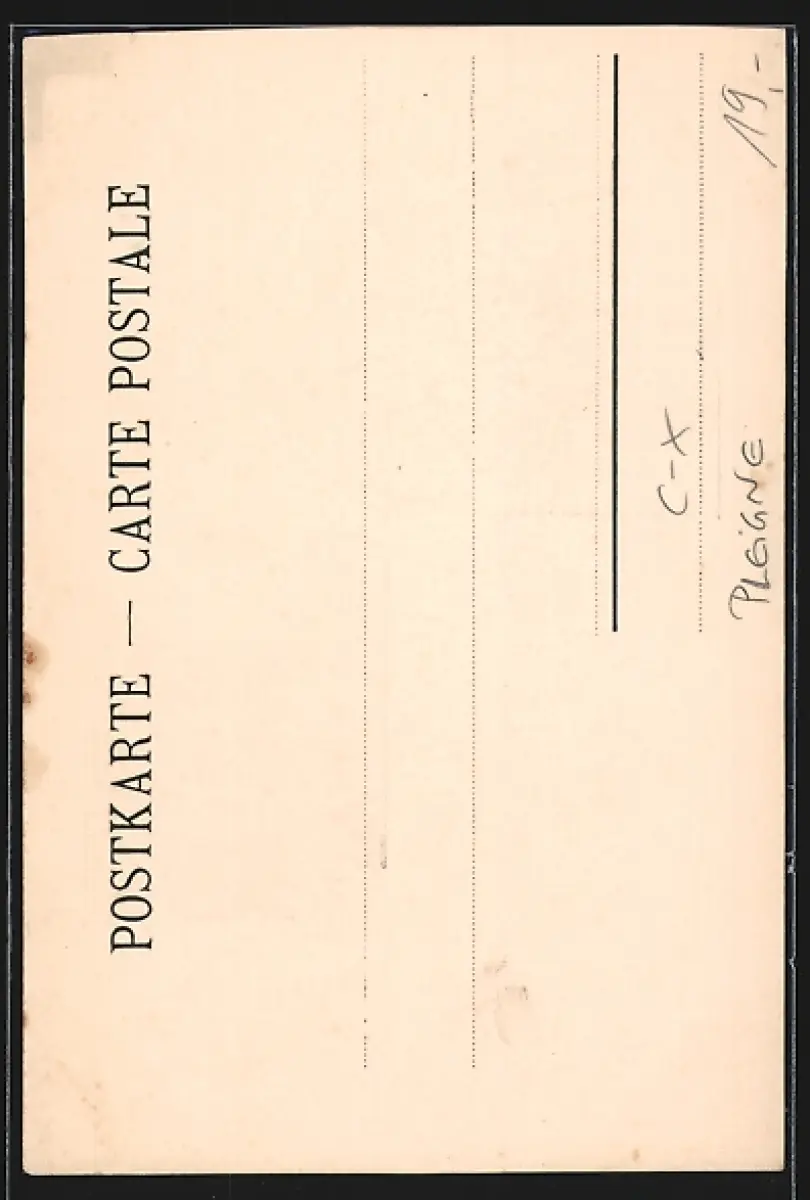 POSTKARTE — CARTE POSTALE
C-X
PLEIGNE
19,-